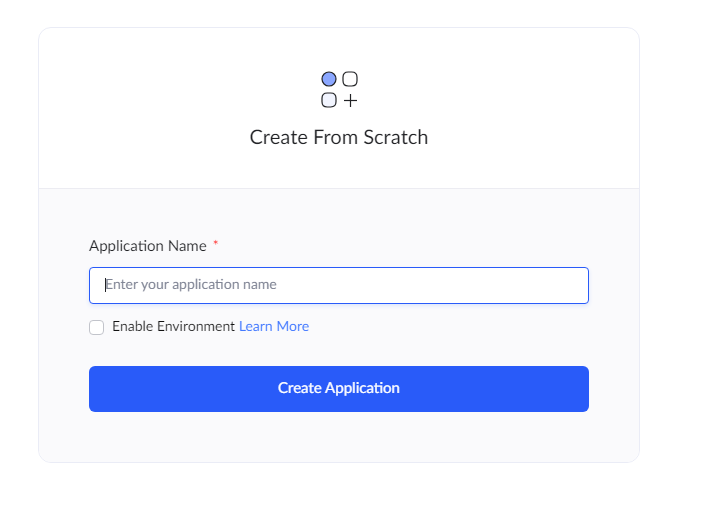 Create From Scratch
Application Name *
Enter your application name
Enable Environment Learn More
Create Application